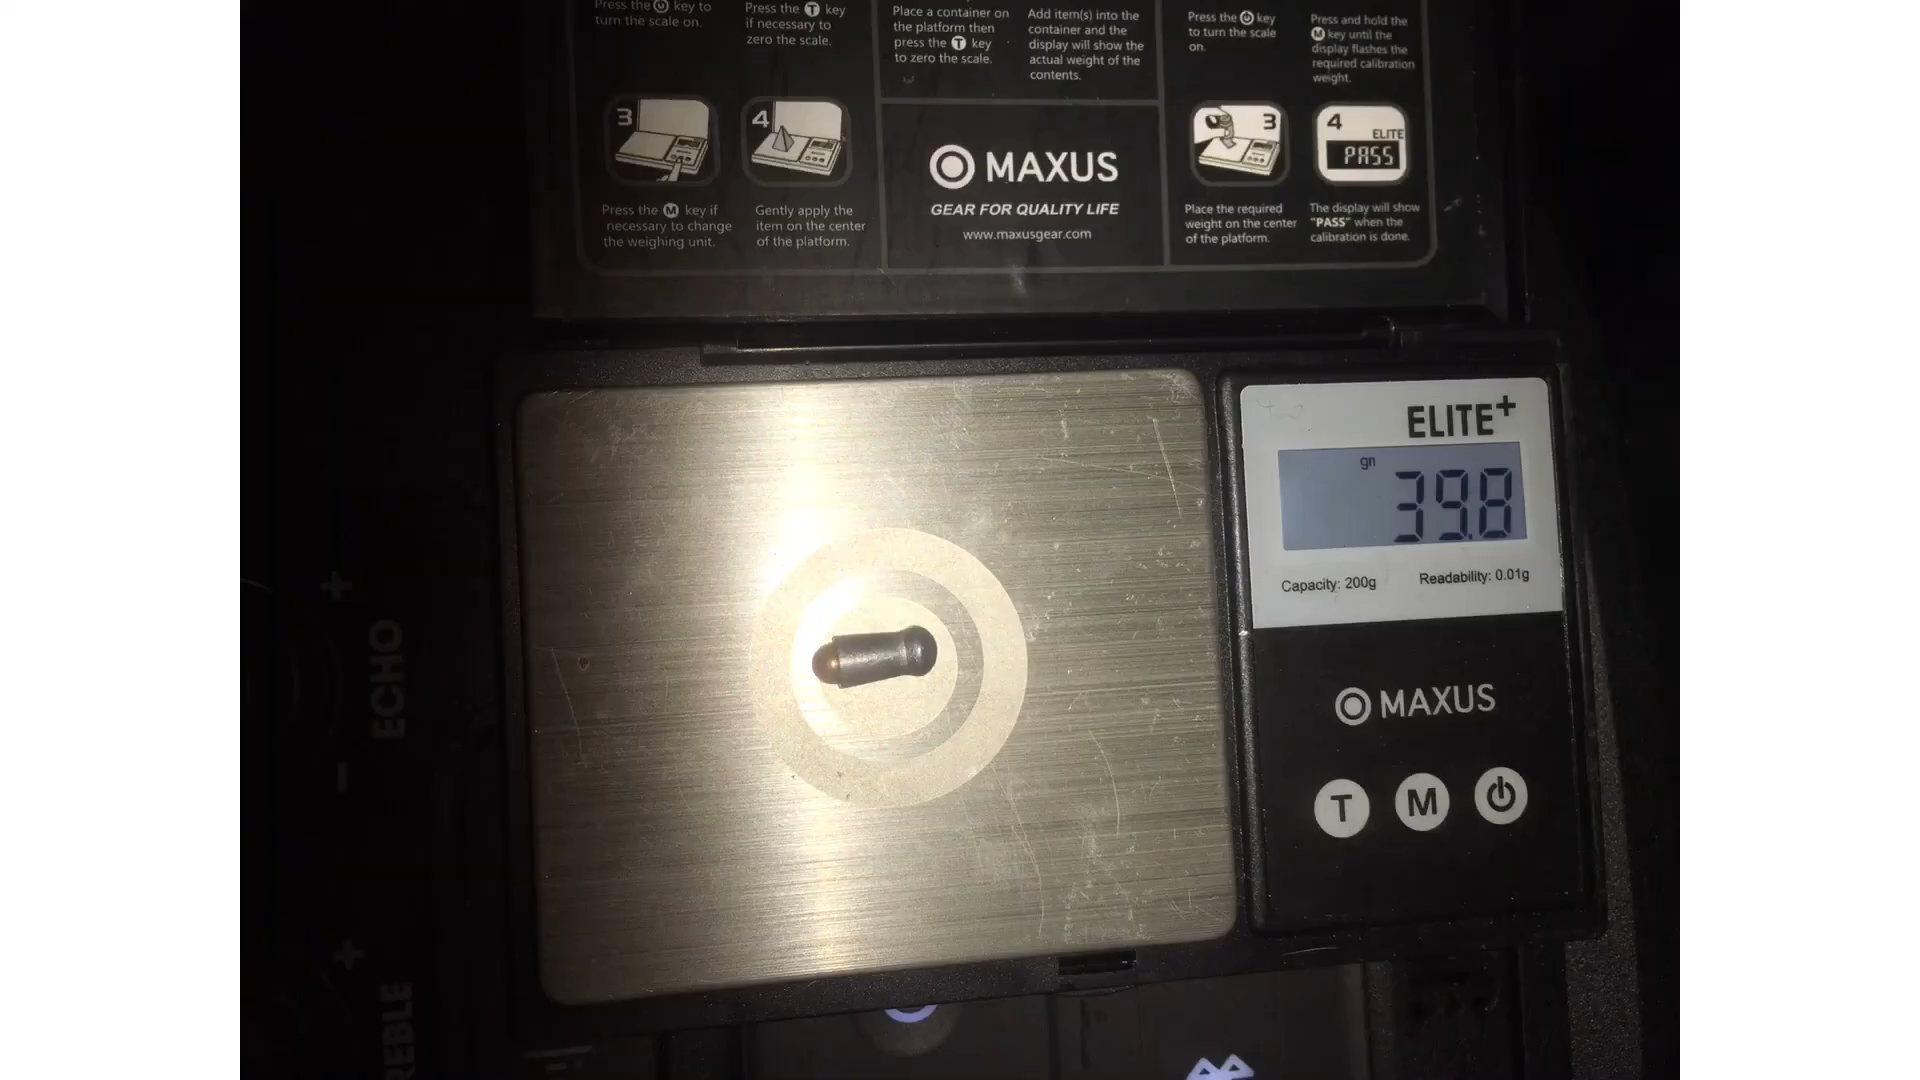 Press the key to
turn the scale on.
Press the T key
if necessary to
zero the scale.
Place a container on
the platform then
press the T key
to zero the scale.
Add item(s) into the
container and the
display will show the
actual weight of the
contents.
Press the key
to turn the scale
on.
Press and hold the
M key until the
display flashes the
required calibration
weight.
3
4
3
4
ELITE
PASS
Press the M key if
necessary to change
the weighing unit.
Gently apply the
item on the center
of the platform.
MAXUS
GEAR FOR QUALITY LIFE
www.maxusgear.com
Place the required
weight on the center
of the platform.
The display will show
"PASS" when the
calibration is done.
ELITE+
gn
39.8
Capacity: 200g
Readability: 0.01g
MAXUS
T M
+
ECHO
-
+
REBLE